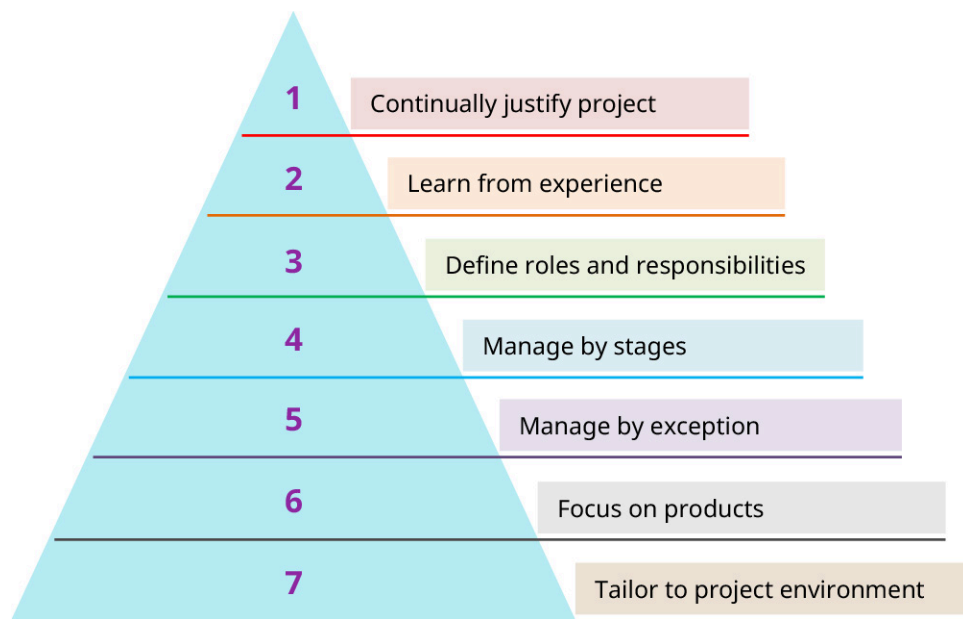 1 Continually justify project
2 Learn from experience
3 Define roles and responsibilities
4 Manage by stages
5 Manage by exception
6 Focus on products
7 Tailor to project environment